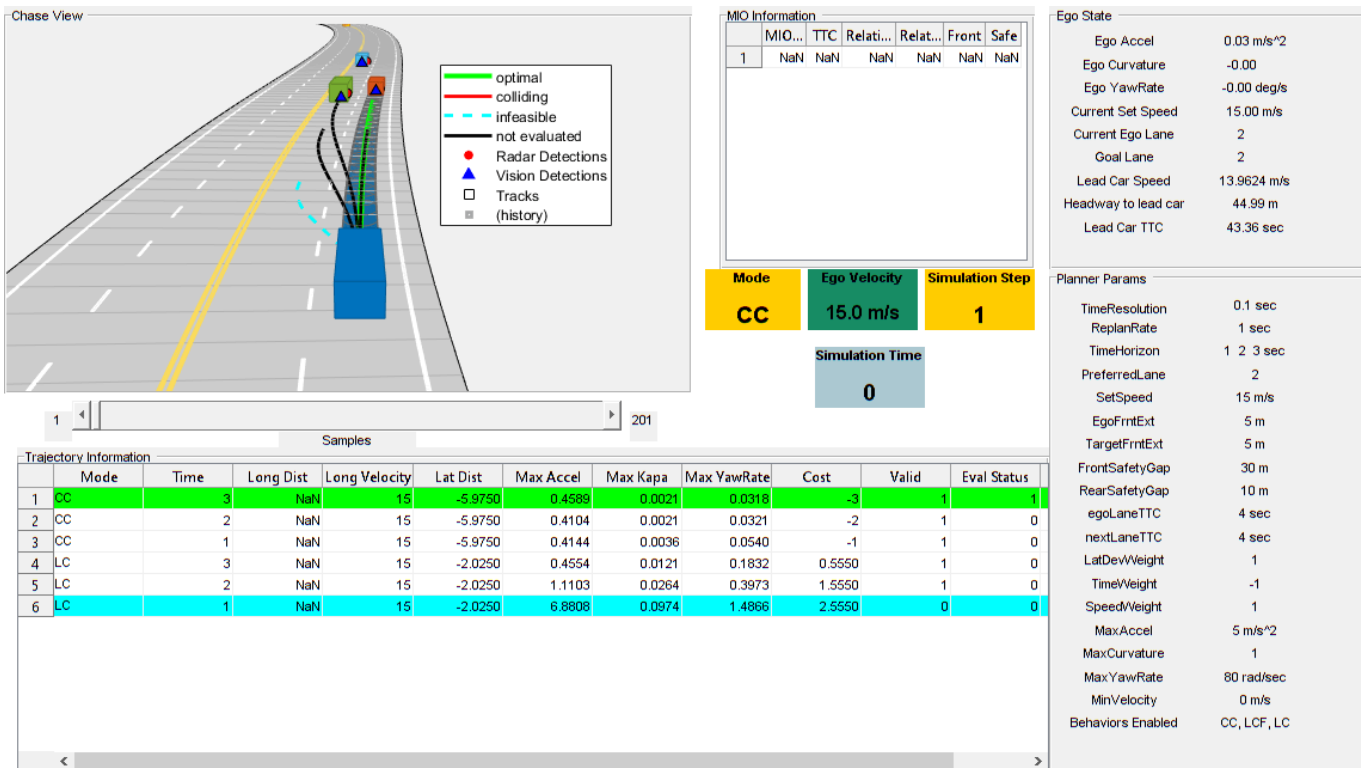 Chase View
optimal
colliding
infeasible
not evaluated
Radar Detections
Vision Detections
Tracks
(history)
1 201
Samples
MIO Information
MIO... TTC Relati... Relat... Front Safe
1 NaN NaN NaN NaN NaN NaN
Mode
CC
Ego Velocity
15.0 m/s
Simulation Step
1
Simulation Time
0
Ego State
Ego Accel 0.03 m/s^2
Ego Curvature -0.00
Ego YawRate -0.00 deg/s
Current Set Speed 15.00 m/s
Current Ego Lane 2
Goal Lane 2
Lead Car Speed 13.9624 m/s
Headway to lead car 44.99 m
Lead Car TTC 43.36 sec
Planner Params
TimeResolution 0.1 sec
ReplanRate 1 sec
TimeHorizon 1 2 3 sec
PreferredLane 2
SetSpeed 15 m/s
EgoFrntExt 5 m
TargetFrntExt 5 m
FrontSafetyGap 30 m
RearSafetyGap 10 m
egoLaneTTC 4 sec
nextLaneTTC 4 sec
LatDevWeight 1
TimeWeight -1
SpeedWeight 1
MaxAccel 5 m/s^2
MaxCurvature 1
MaxYawRate 80 rad/sec
MinVelocity 0 m/s
Behaviors Enabled CC, LCF, LC
Trajectory Information
Mode Time Long Dist Long Velocity Lat Dist Max Accel Max Kapa Max YawRate Cost Valid Eval Status
1 CC 3 NaN 15 -5.9750 0.4589 0.0021 0.0318 -3 1 1
2 CC 2 NaN 15 -5.9750 0.4104 0.0021 0.0321 -2 1 0
3 CC 1 NaN 15 -5.9750 0.4144 0.0036 0.0540 -1 1 0
4 LC 3 NaN 15 -2.0250 0.4554 0.0121 0.1832 0.5550 1 0
5 LC 2 NaN 15 -2.0250 1.1103 0.0264 0.3973 1.5550 1 0
6 LC 1 NaN 15 -2.0250 6.8808 0.0974 1.4866 2.5550 0 0